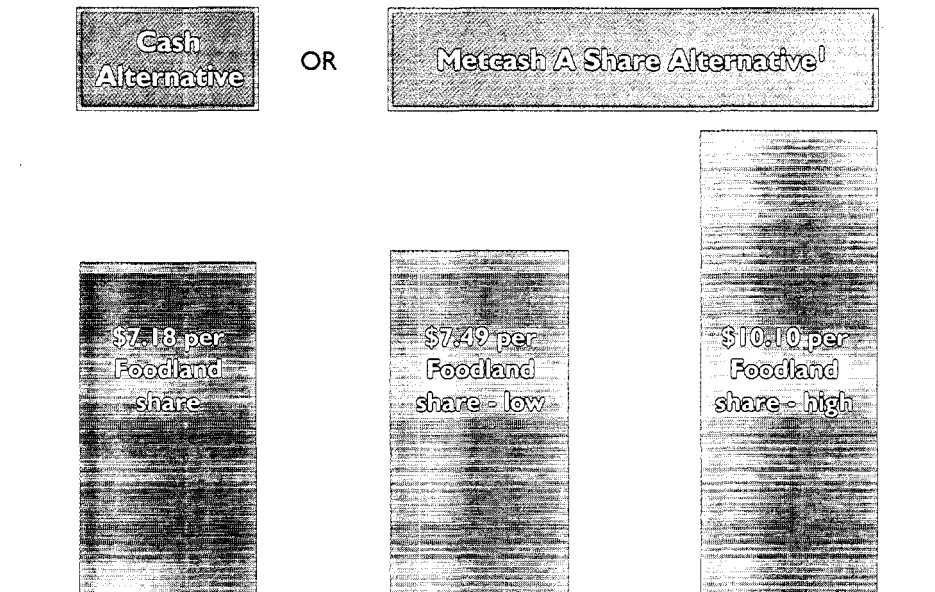 Cash
Alternative
OR
Metcash A Share Alternative¹
$7.18 per
Foodland
share
$7.49 per
Foodland
share - low
$10.10 per
Foodland
share - high